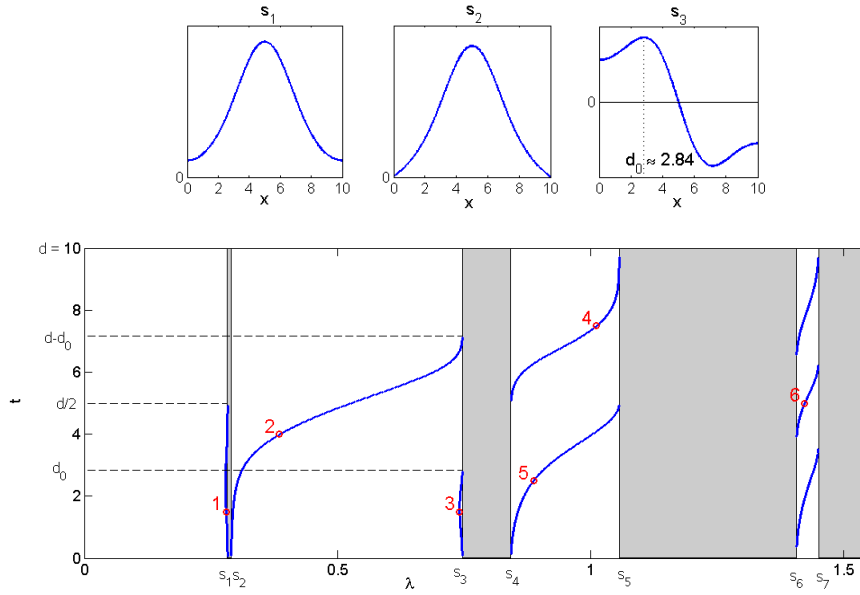 s₁ s₂ s₃
0 0 0
d₀ ≈ 2.84
0 2 4 6 8 10 0 2 4 6 8 10 0 2 4 6 8 10
x x x
d = 10
8
d-d₀
6
d/2
4
d₀
2
0
t
1 2 3 4 5 6
0 0.5 1 1.5
s₁ s₂ s₃ s₄ s₅ s₆ s₇
λ